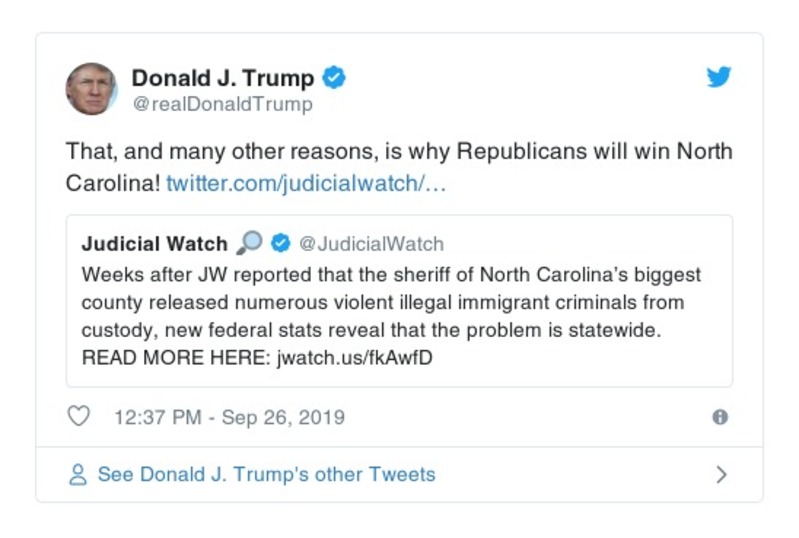 Donald J. Trump
@realDonaldTrump
That, and many other reasons, is why Republicans will win North
Carolina! twitter.com/judicialwatch/…
Judicial Watch 🔎 @JudicialWatch
Weeks after JW reported that the sheriff of North Carolina's biggest
county released numerous violent illegal immigrant criminals from
custody, new federal stats reveal that the problem is statewide.
READ MORE HERE: jwatch.us/fkAwfD
12:37 PM - Sep 26, 2019
See Donald J. Trump's other Tweets